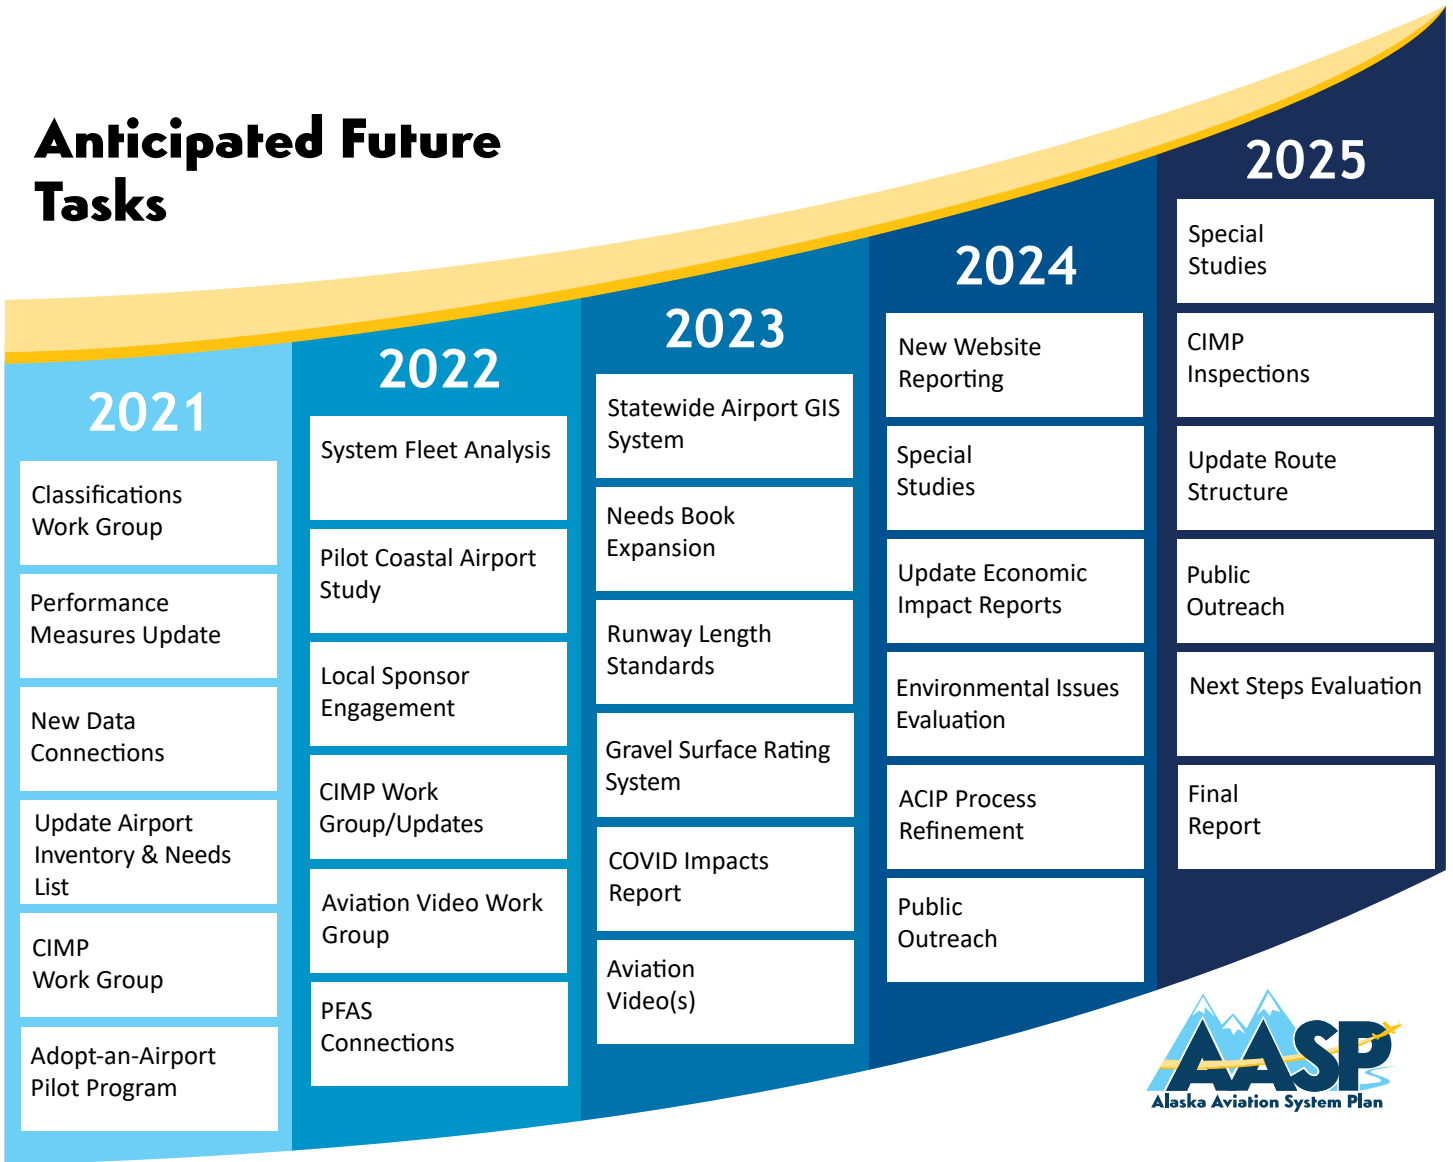 Anticipated Future
Tasks
2021
Classifications
Work Group
Performance
Measures Update
New Data
Connections
Update Airport
Inventory & Needs
List
CIMP
Work Group
Adopt-an-Airport
Pilot Program
2022
System Fleet Analysis
Pilot Coastal Airport
Study
Local Sponsor
Engagement
CIMP Work
Group/Updates
Aviation Video Work
Group
PFAS
Connections
2023
Statewide Airport GIS
System
Needs Book
Expansion
Runway Length
Standards
Gravel Surface Rating
System
COVID Impacts
Report
Aviation
Video(s)
2024
New Website
Reporting
Special
Studies
Update Economic
Impact Reports
Environmental Issues
Evaluation
ACIP Process
Refinement
Public
Outreach
2025
Special
Studies
CIMP
Inspections
Update Route
Structure
Public
Outreach
Next Steps Evaluation
Final
Report
AASP
Alaska Aviation System Plan